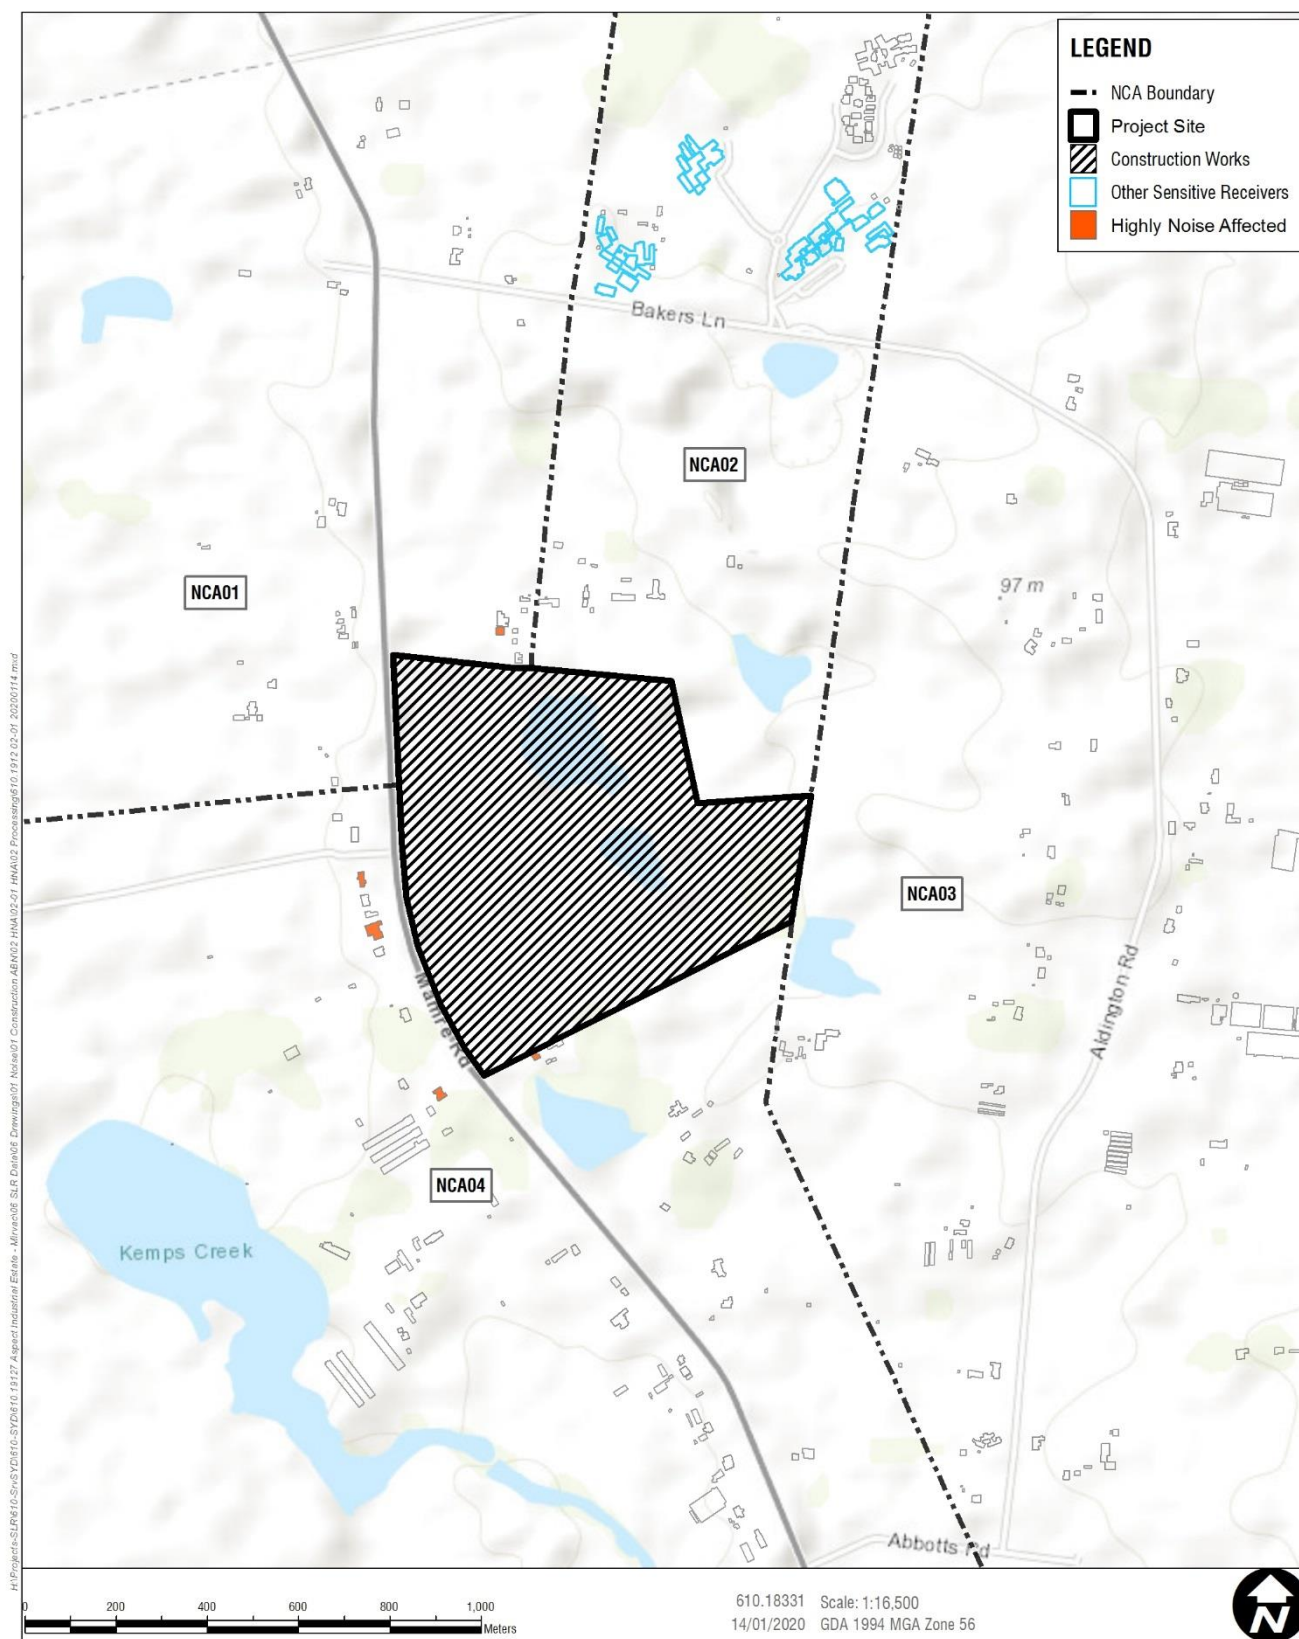 LEGEND
NCA Boundary
Project Site
Construction Works
Other Sensitive Receivers
Highly Noise Affected
Bakers Ln
NCA02
NCA01
97 m
NCA03
Mamre Rd
Aldington Rd
NCA04
Kemps Creek
Abbotts Rd
0 200 400 600 800 1,000
Meters
610.18331 Scale: 1:16,500
14/01/2020 GDA 1994 MGA Zone 56
N